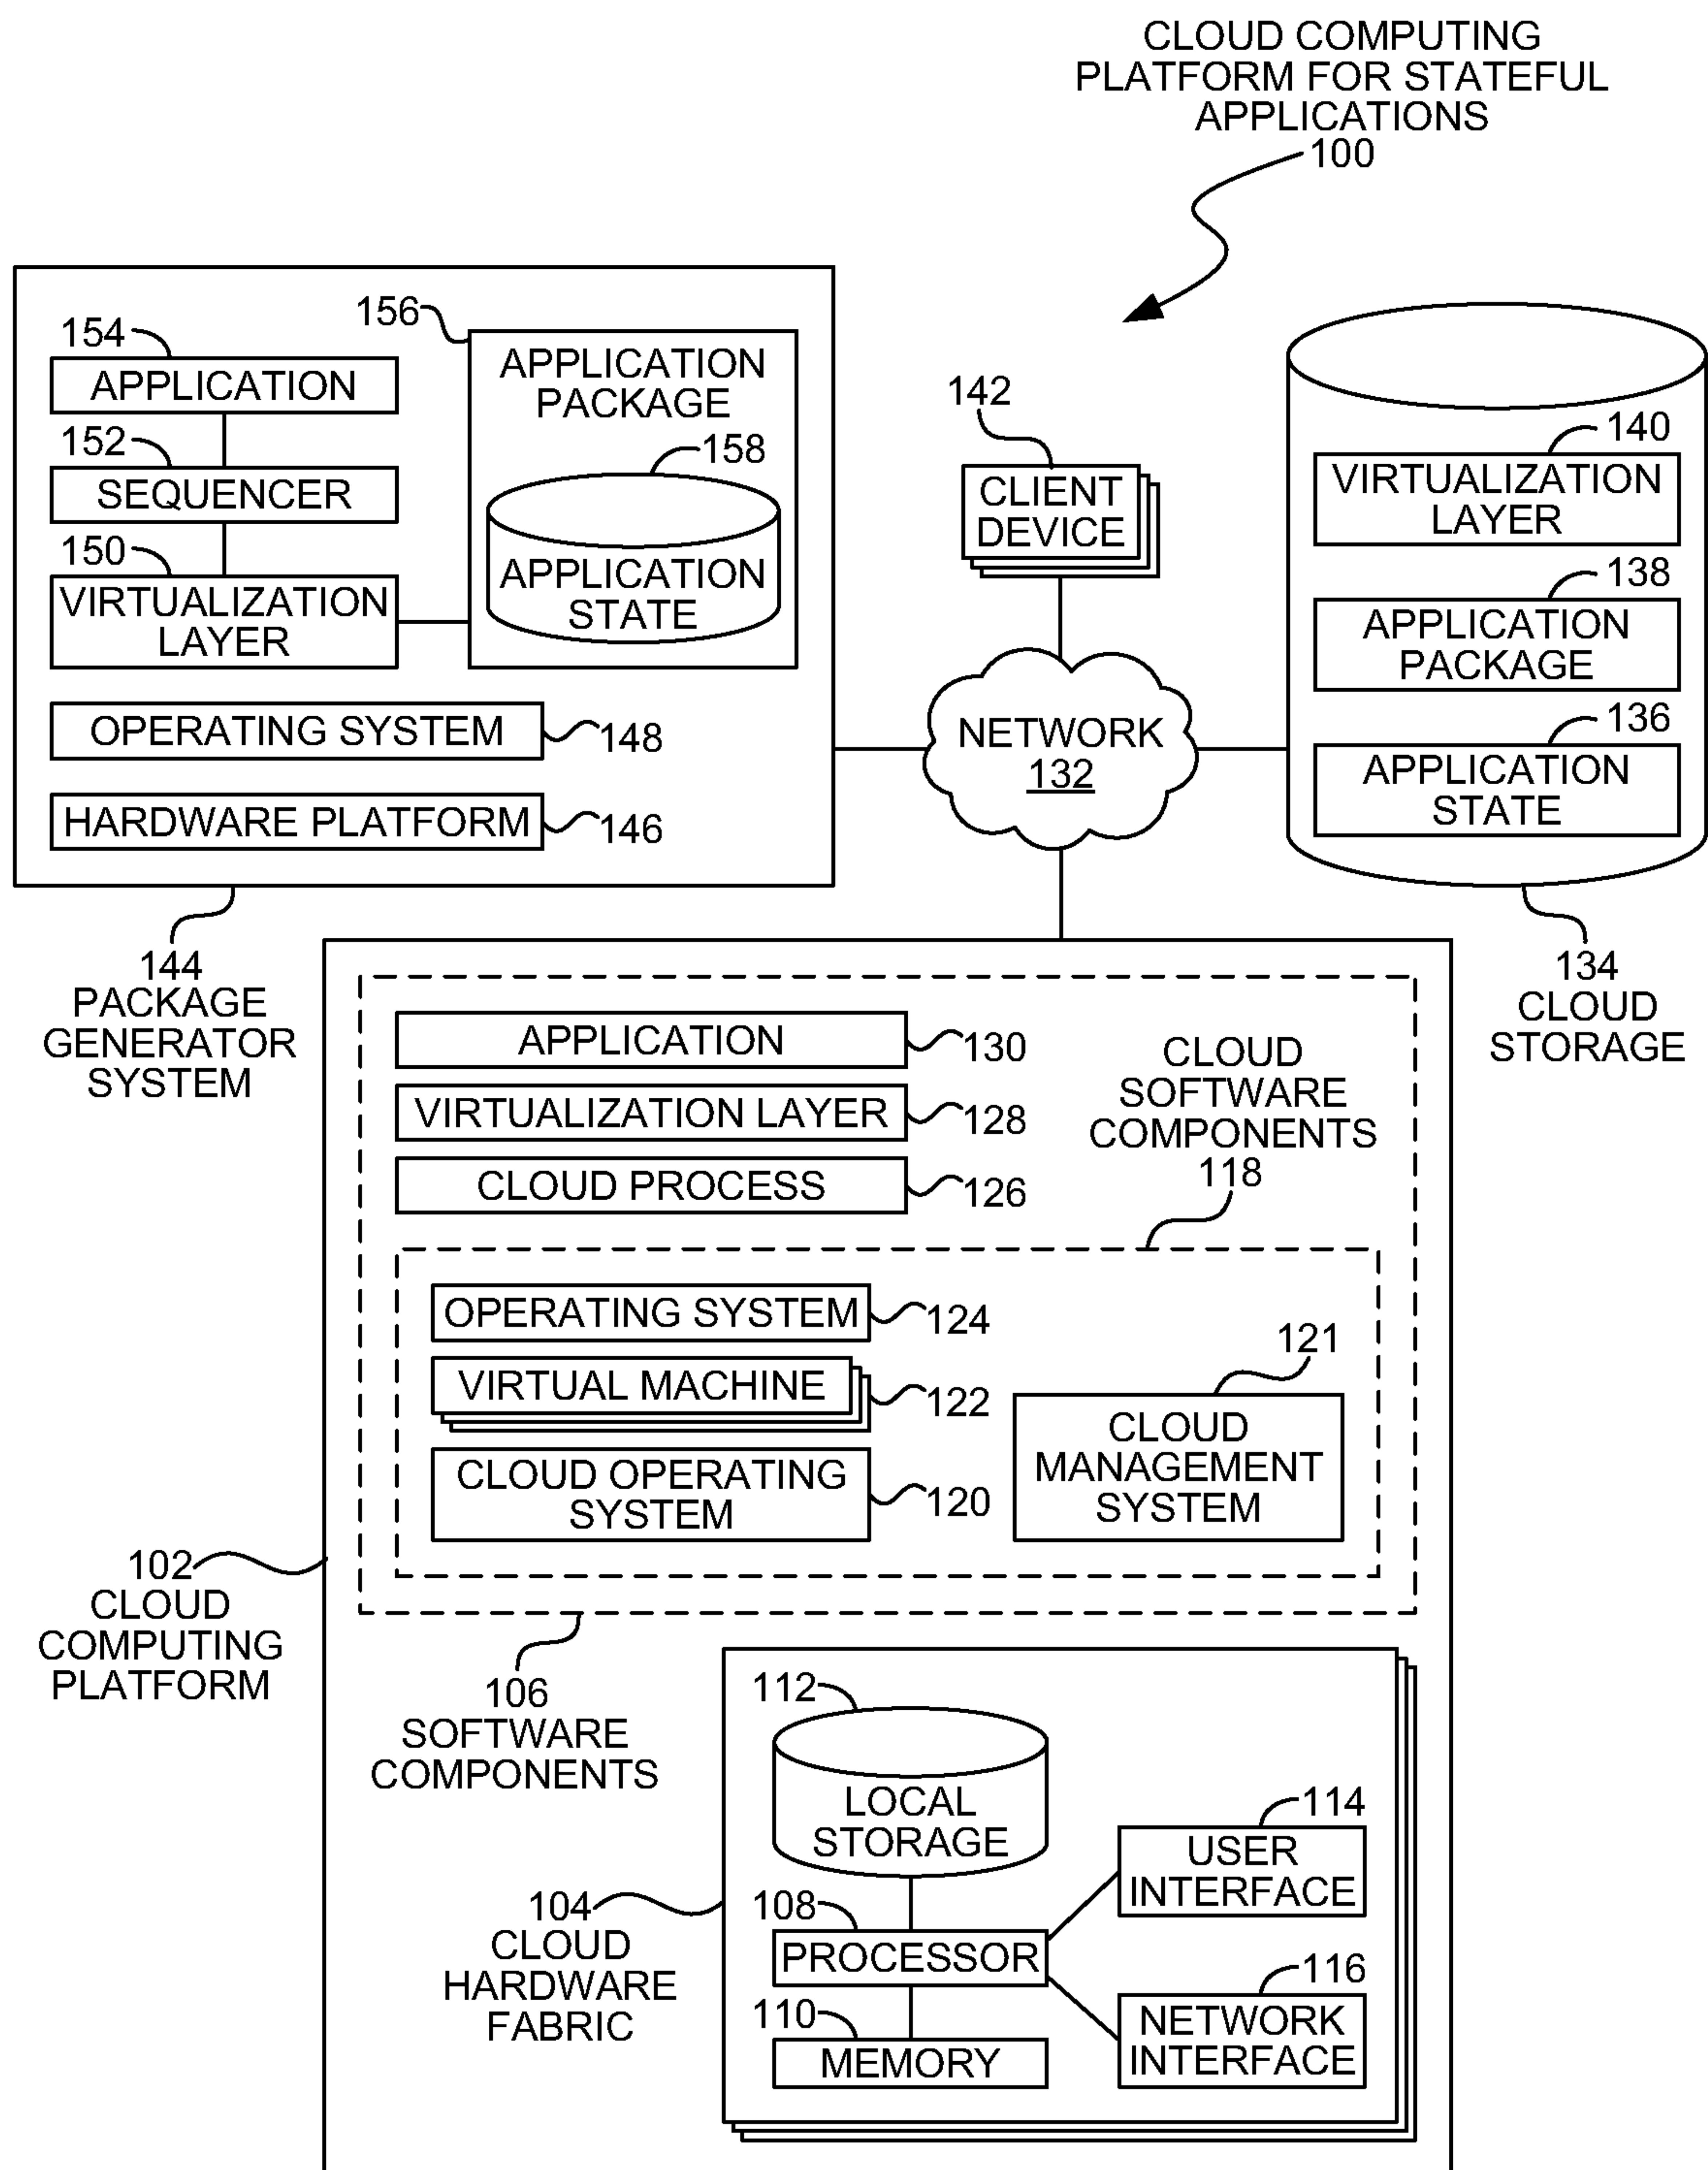 CLOUD COMPUTING
PLATFORM FOR STATEFUL
APPLICATIONS
100
154
APPLICATION
152
SEQUENCER
150
VIRTUALIZATION
LAYER
156
APPLICATION
PACKAGE
158
APPLICATION
STATE
OPERATING SYSTEM
148
HARDWARE PLATFORM
146
144
PACKAGE
GENERATOR
SYSTEM
142
CLIENT
DEVICE
NETWORK
132
140
VIRTUALIZATION
LAYER
138
APPLICATION
PACKAGE
136
APPLICATION
STATE
134
CLOUD
STORAGE
APPLICATION
130
VIRTUALIZATION LAYER
128
CLOUD PROCESS
126
CLOUD
SOFTWARE
COMPONENTS
118
OPERATING SYSTEM
124
VIRTUAL MACHINE
122
CLOUD OPERATING
SYSTEM
120
121
CLOUD
MANAGEMENT
SYSTEM
102
CLOUD
COMPUTING
PLATFORM
106
SOFTWARE
COMPONENTS
112
LOCAL
STORAGE
114
USER
INTERFACE
104
CLOUD
HARDWARE
FABRIC
108
PROCESSOR
116
NETWORK
INTERFACE
110
MEMORY